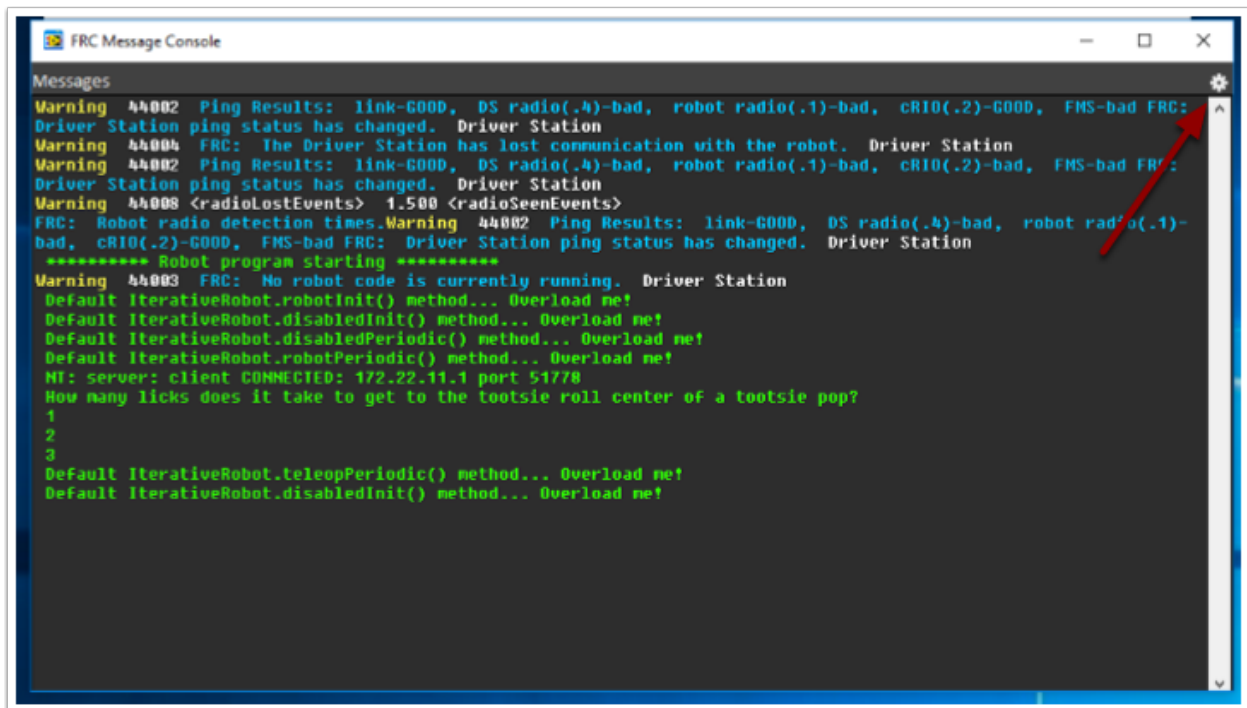 FRC Message Console
Messages
Warning 44002 Ping Results: link-GOOD, DS radio(.4)-bad, robot radio(.1)-bad, cRIO(.2)-GOOD, FMS-bad FRC:
Driver Station ping status has changed. Driver Station
Warning 44004 FRC: The Driver Station has lost communication with the robot. Driver Station
Warning 44002 Ping Results: link-GOOD, DS radio(.4)-bad, robot radio(.1)-bad, cRIO(.2)-bad, FMS-bad FRC:
Driver Station ping status has changed. Driver Station
Warning 44008 <radioLostEvents> 1.500 <radioSeenEvents>
FRC: Robot radio detection times.Warning 44002 Ping Results: link-GOOD, DS radio(.4)-bad, robot radio(.1)-
bad, cRIO(.2)-GOOD, FMS-bad FRC: Driver Station ping status has changed. Driver Station
********** Robot program starting **********
Warning 44003 FRC: No robot code is currently running. Driver Station
Default IterativeRobot.robotInit() method... Overload me!
Default IterativeRobot.disabledInit() method... Overload me!
Default IterativeRobot.disabledPeriodic() method... Overload me!
Default IterativeRobot.robotPeriodic() method... Overload me!
NT: server: client CONNECTED: 172.22.11.1 port 51778
How many licks does it take to get to the tootsie roll center of a tootsie pop?
1
2
3
Default IterativeRobot.teleopPeriodic() method... Overload me!
Default IterativeRobot.disabledInit() method... Overload me!